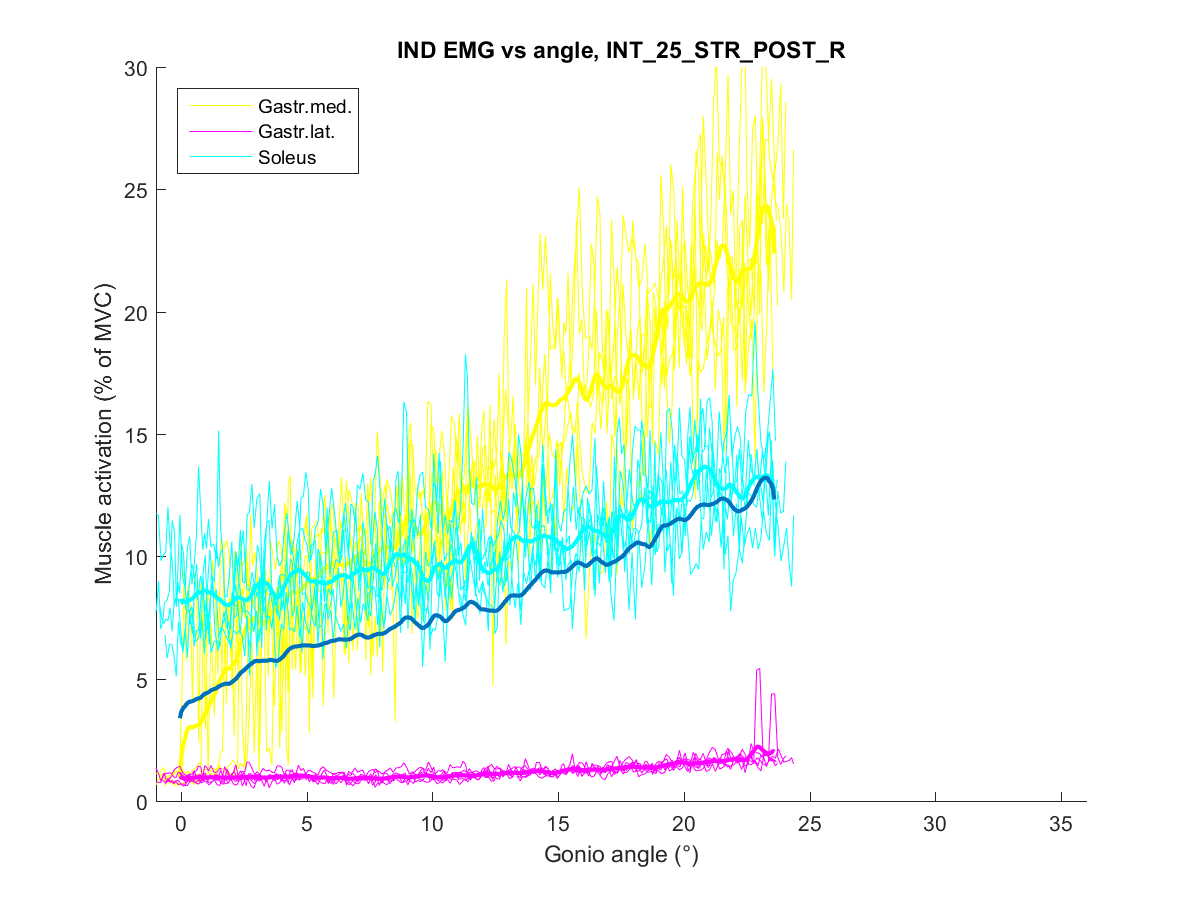 IND EMG vs angle, INT_25_STR_POST_R
30
25
20
15
10
5
0
Muscle activation (% of MVC)
Gastr.med.
Gastr.lat.
Soleus
0 5 10 15 20 25 30 35
Gonio angle (°)